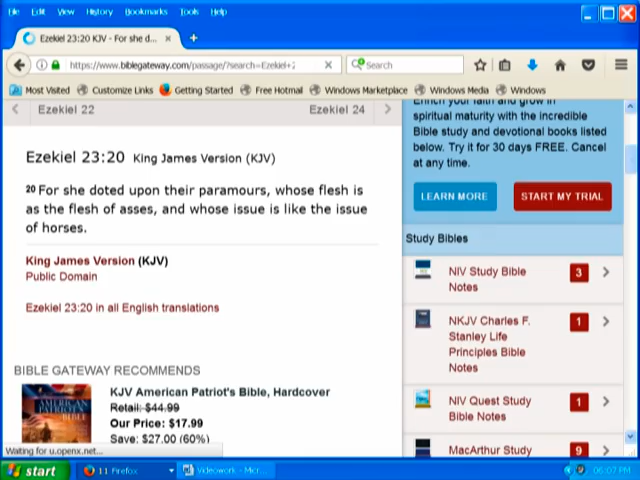 File Edit View History Bookmarks Tools Help
Ezekiel 23:20 KJV - For she d...
https://www.biblegateway.com/passage/?search=Ezekiel+2
Search
Most Visited Customize Links Getting Started Free Hotmail Windows Marketplace Windows Media Windows
Ezekiel 22
Ezekiel 24
Ezekiel 23:20 King James Version (KJV)
20 For she doted upon their paramours, whose flesh is
as the flesh of asses, and whose issue is like the issue
of horses.
King James Version (KJV)
Public Domain
Ezekiel 23:20 in all English translations
BIBLE GATEWAY RECOMMENDS
AMERICAN
PATRIOT'S
BIBLE
KJV American Patriot's Bible, Hardcover
Retail: $44.99
Our Price: $17.99
Save: $27.00 (60%)
Enrich your faith and grow in
spiritual maturity with the incredible
Bible study and devotional books listed
below. Try it for 30 days FREE. Cancel
at any time.
LEARN MORE
START MY TRIAL
Study Bibles
NIV Study Bible
Notes
3
NKJV Charles F.
Stanley Life
Principles Bible
Notes
1
NIV Quest Study
Bible Notes
1
MacArthur Study
9
Waiting for u.openx.net...
start
11 Firefox
Videowork - Micr...
06:07 PM